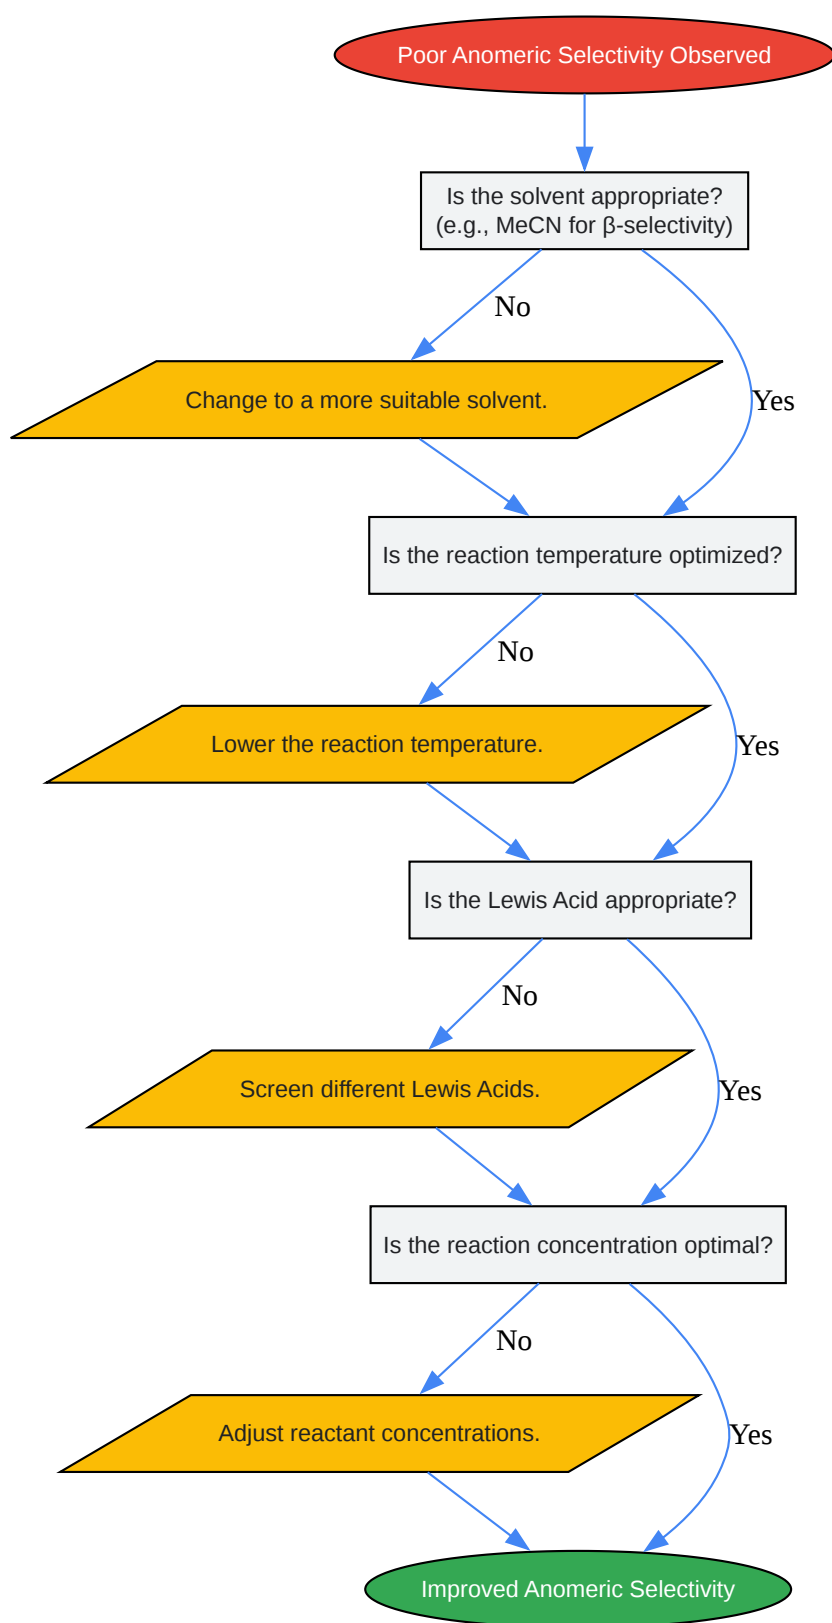 Poor Anomeric Selectivity Observed
Is the solvent appropriate?
(e.g., MeCN for β-selectivity)
No
Change to a more suitable solvent.
Yes
Is the reaction temperature optimized?
No
Lower the reaction temperature.
Yes
Is the Lewis Acid appropriate?
No
Screen different Lewis Acids.
Yes
Is the reaction concentration optimal?
No
Adjust reactant concentrations.
Yes
Improved Anomeric Selectivity